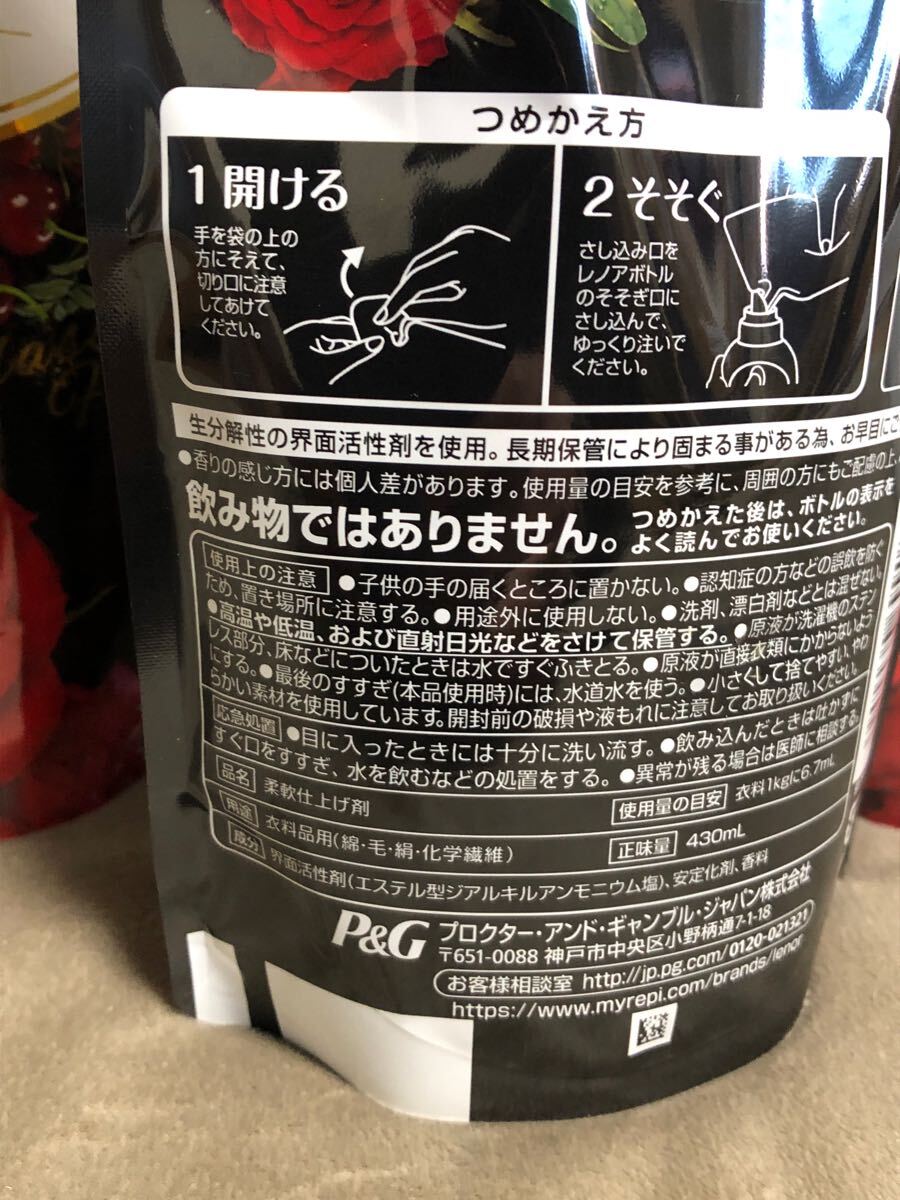 つめかえ方
1 開ける
手を袋の上の
方にそえて、
切り口に注意
してあけて
ください。
2 そそぐ
さし込み口を
レノアボトル
のそそぎ口に
さし込んで、
ゆっくり注いで
ください。
生分解性の界面活性剤を使用。長期保管により固まる事がある為、お早目にご
●香りの感じ方には個人差があります。使用量の目安を参考に、周囲の方にもご配慮の上、
飲み物ではありません。
つめかえた後は、ボトルの表示を
よく読んでお使いください。
使用上の注意 ●子供の手の届くところに置かない。●認知症の方などの誤飲を防ぐ
ため、置き場所に注意する。●用途外に使用しない。●洗剤、漂白剤などとは混ぜない。
●高温や低温、および直射日光などをさけて保管する。●原液が洗濯機のステン
レス部分、床などについたときは水ですぐふきとる。●原液が直接衣類にかからないよう
にする。●最後のすすぎ(本品使用時)には、水道水を使う。●小さくして捨てやすい、やわ
らかい素材を使用しています。開封前の破損や液もれに注意してお取り扱いください。
応急処置 ●目に入ったときには十分に洗い流す。●飲み込んだときは吐かずに
すぐ口をすすぎ、水を飲むなどの処置をする。●異常が残る場合は医師に相談する。
品名 柔軟仕上げ剤 使用量の目安 衣料1kgに6.7mL
用途 衣料品用(綿・毛・絹・化学繊維) 正味量 430mL
成分 界面活性剤(エステル型ジアルキルアンモニウム塩)、安定化剤、香料
P&G プロクター・アンド・ギャンブル・ジャパン株式会社
〒651-0088 神戸市中央区小野柄通7-1-18
お客様相談室 http://jp.pg.com/ 0120-021321
https://www.myrepi.com/brands/lenor